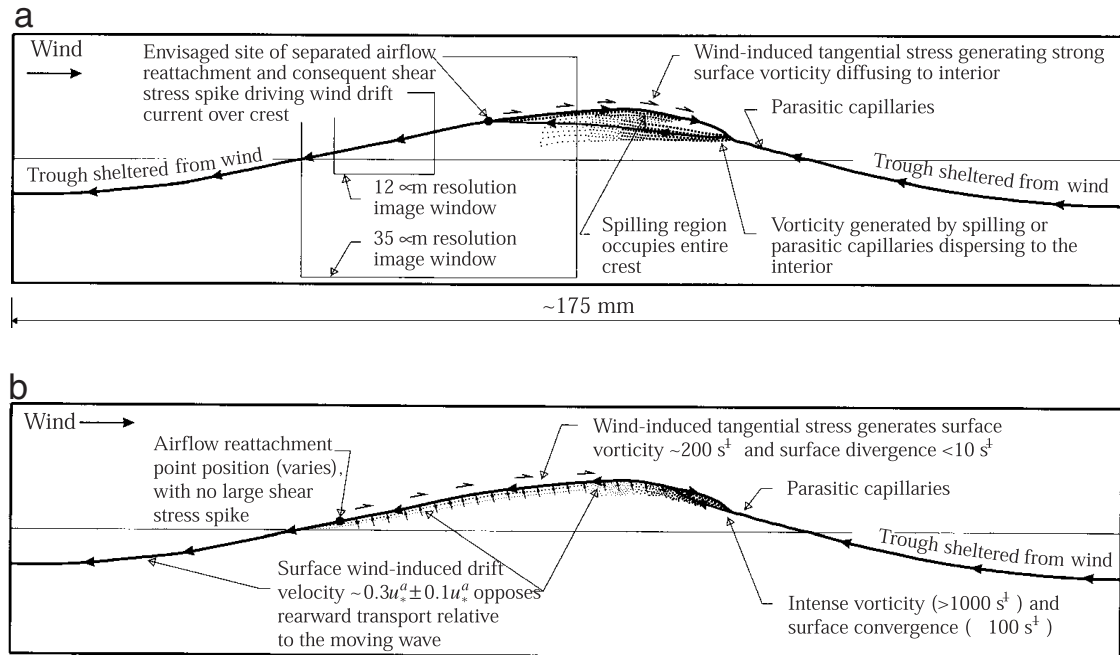 a
Wind
Envisaged site of separated airflow
reattachment and consequent shear
stress spike driving wind drift
current over crest
Wind-induced tangential stress generating strong
surface vorticity diffusing to interior
Parasitic capillaries
Trough sheltered from wind
Trough sheltered from wind
12 ∝m resolution
image window
35 ∝m resolution
image window
Spilling region
occupies entire
crest
Vorticity generated by spilling or
parasitic capillaries dispersing to the
interior
~175 mm
b
Wind
Airflow reattachment
point position (varies),
with no large shear
stress spike
Wind-induced tangential stress generates surface
vorticity ~200 s and surface divergence <10 s
Parasitic capillaries
Trough sheltered from wind
Surface wind-induced drift
velocity ~0.3u*ᵃ±0.1u*ᵃ opposes
rearward transport relative
to the moving wave
Intense vorticity (>1000 s ) and
surface convergence ( 100 s )